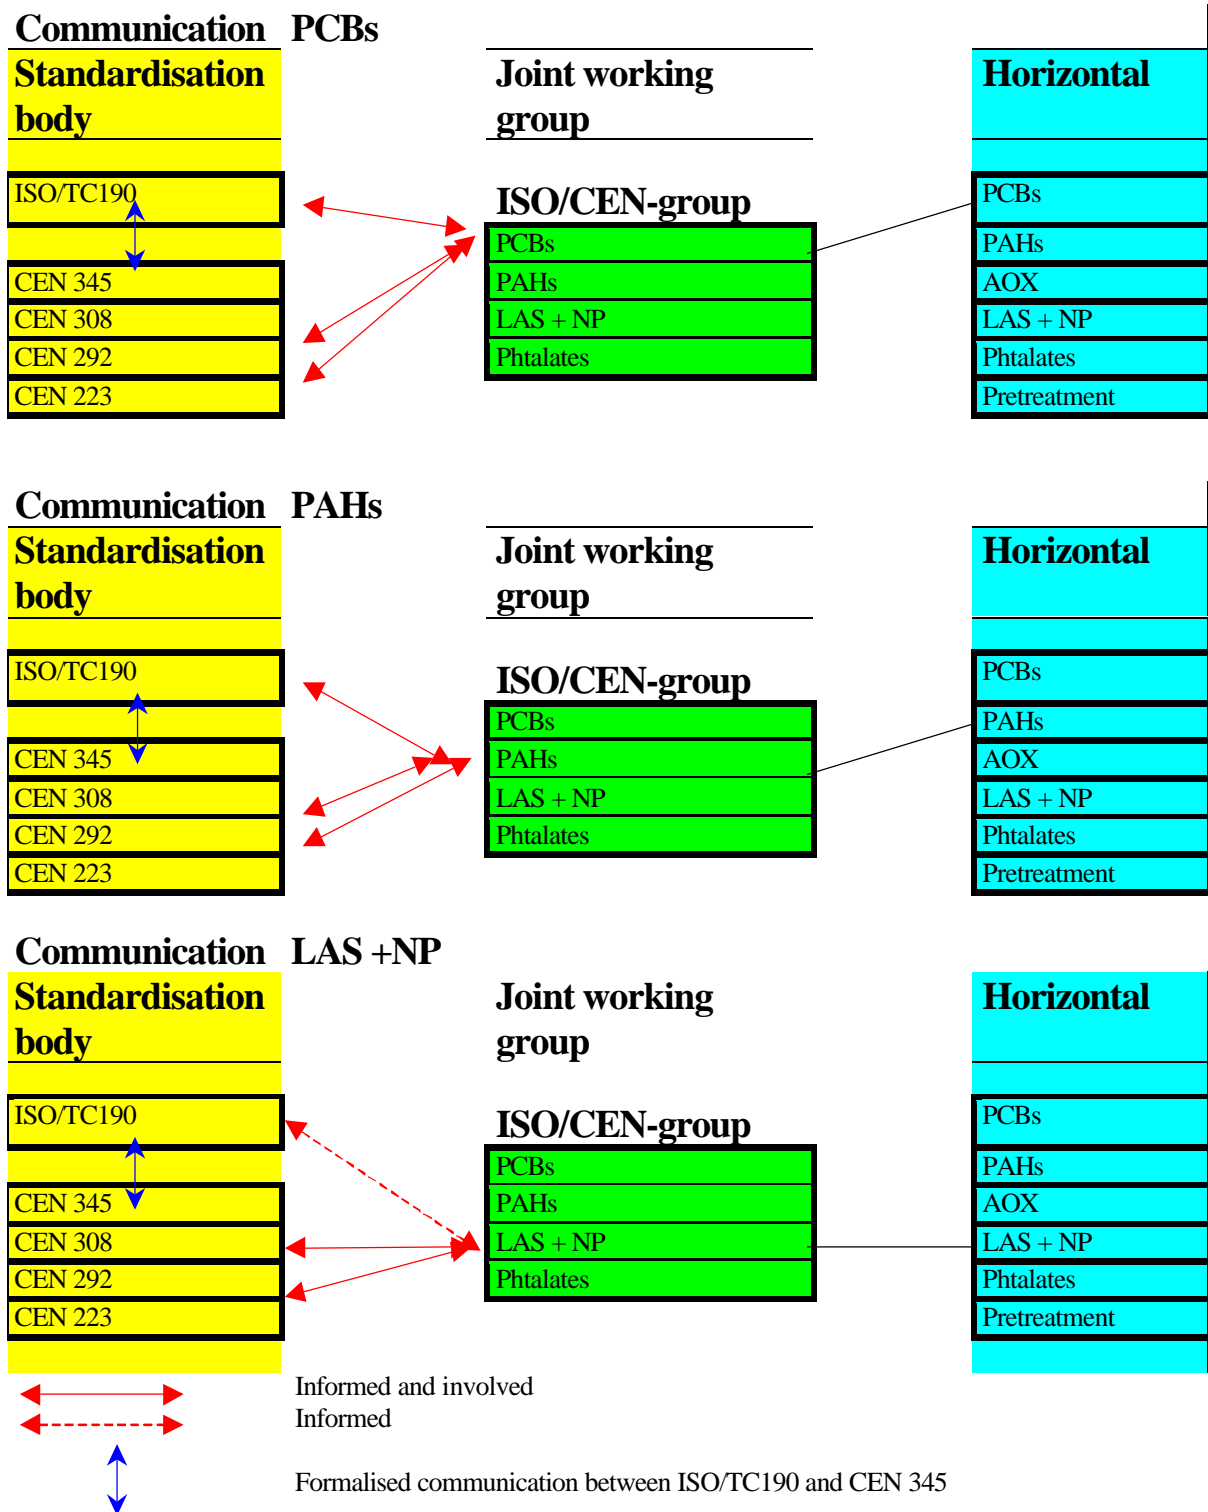 Communication PCBs
Standardisation body
Joint working group
Horizontal
ISO/TC190
ISO/CEN-group
PCBs
PCBs
PAHs
CEN 345
PAHs
AOX
CEN 308
LAS + NP
LAS + NP
CEN 292
Phtalates
Phtalates
CEN 223
Pretreatment
Communication PAHs
Standardisation body
Joint working group
Horizontal
ISO/TC190
ISO/CEN-group
PCBs
PCBs
PAHs
CEN 345
PAHs
AOX
CEN 308
LAS + NP
LAS + NP
CEN 292
Phtalates
Phtalates
CEN 223
Pretreatment
Communication LAS +NP
Standardisation body
Joint working group
Horizontal
ISO/TC190
ISO/CEN-group
PCBs
PCBs
PAHs
CEN 345
PAHs
AOX
CEN 308
LAS + NP
LAS + NP
CEN 292
Phtalates
Phtalates
CEN 223
Pretreatment
Informed and involved
Informed
Formalised communication between ISO/TC190 and CEN 345